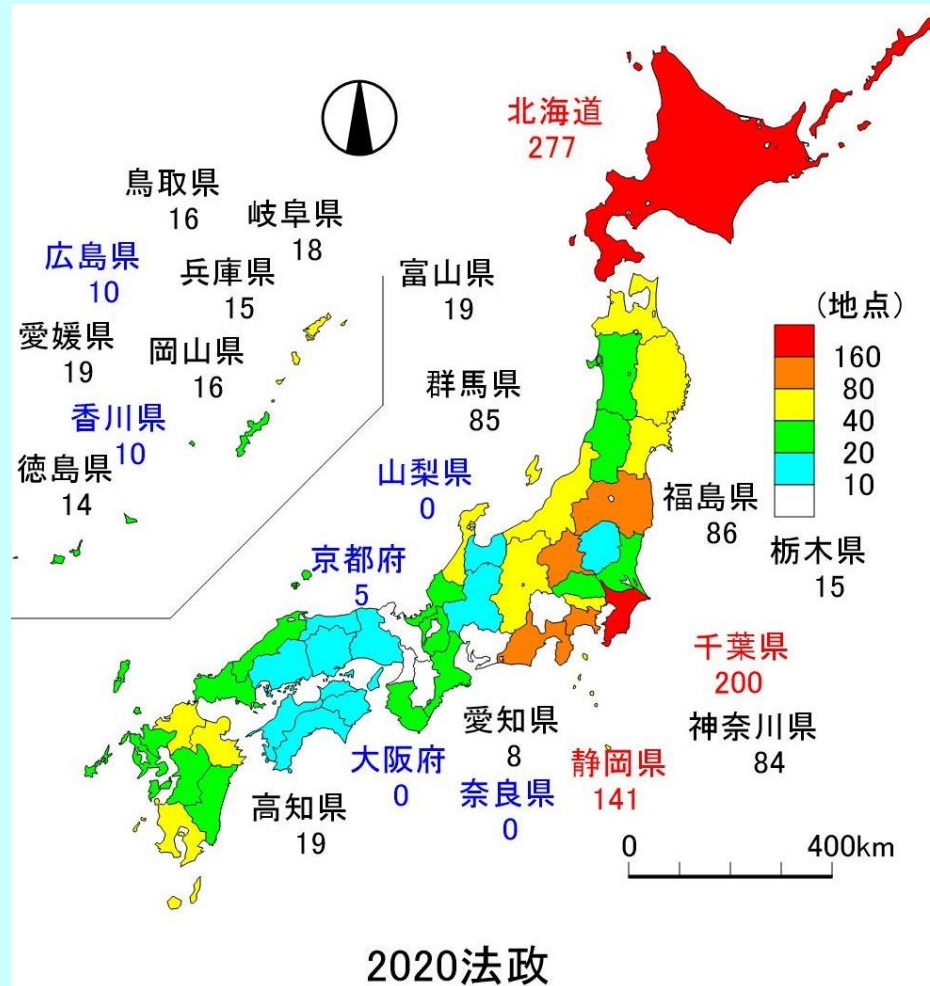 北海道
277
鳥取県
16
岐阜県
18
広島県
10
兵庫県
15
富山県
19
愛媛県
19
岡山県
16
群馬県
85
香川県
10
徳島県
14
山梨県
0
京都府
5
(地点)
160
80
40
20
10
福島県
86
栃木県
15
千葉県
200
神奈川県
84
愛知県
8
静岡県
141
大阪府
0
奈良県
0
高知県
19
0 400km
2020法政